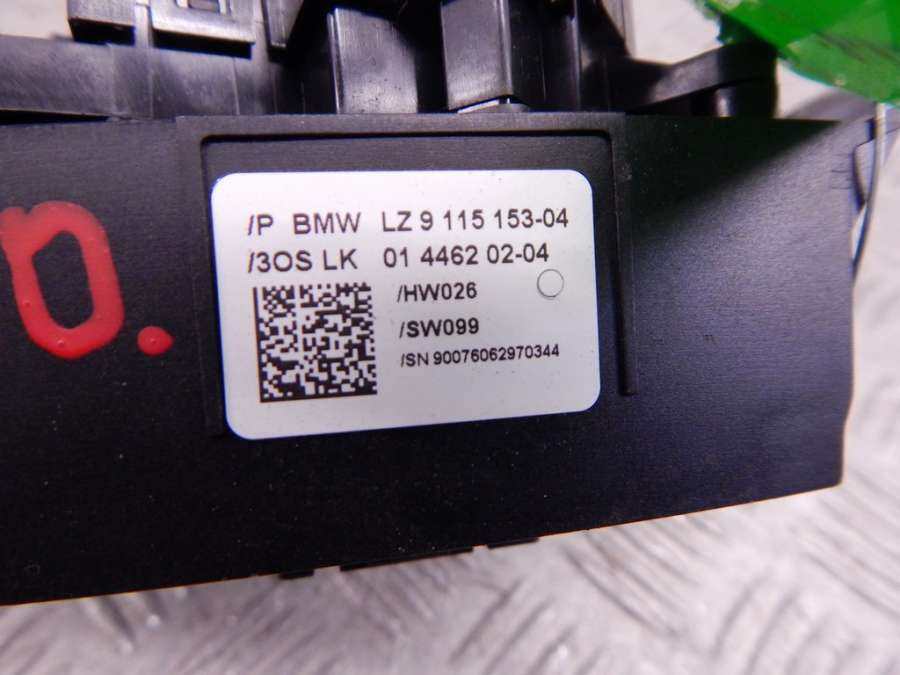 /P BMW LZ 9 115 153-04
/3OS LK 01 4462 02-04
/HW026
/SW099
/SN 90076062970344